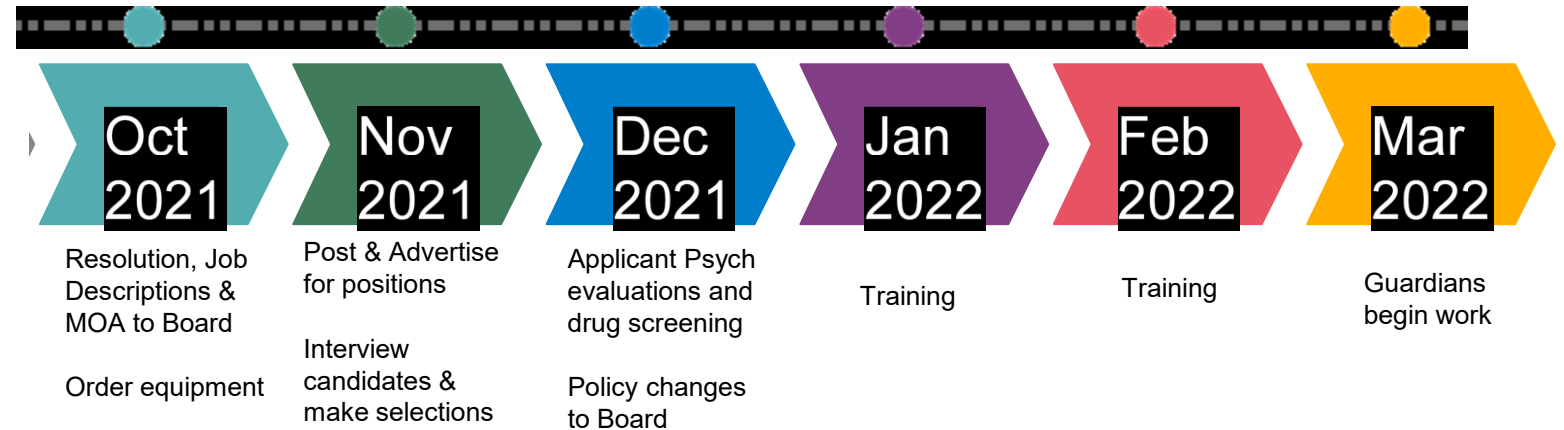 Oct
2021
Nov
2021
Dec
2021
Jan
2022
Feb
2022
Mar
2022
Resolution, Job
Descriptions &
MOA to Board
Order equipment
Post & Advertise
for positions
Interview
candidates &
make selections
Applicant Psych
evaluations and
drug screening
Policy changes
to Board
Training
Training
Guardians
begin work